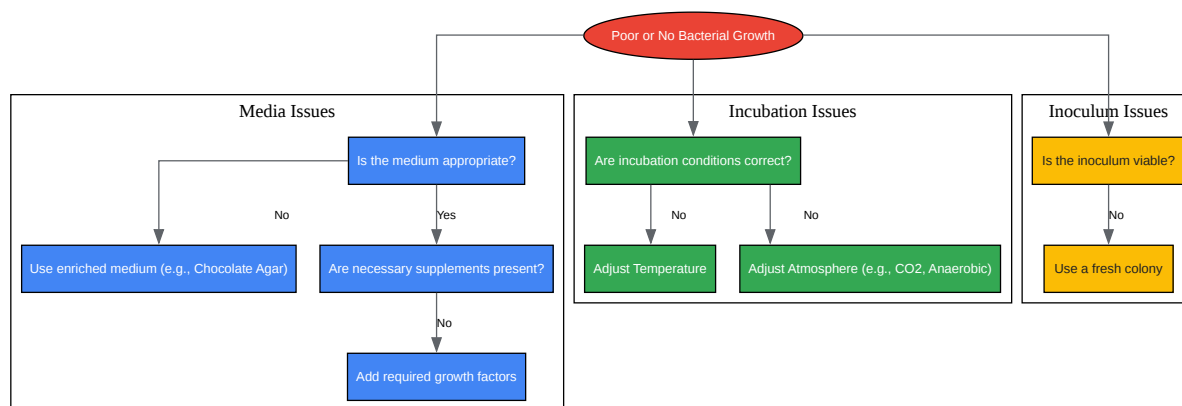 Poor or No Bacterial Growth
Media Issues
Incubation Issues
Inoculum Issues
Is the medium appropriate?
Are incubation conditions correct?
Is the inoculum viable?
No
Yes
No
No
No
Use enriched medium (e.g., Chocolate Agar)
Are necessary supplements present?
Adjust Temperature
Adjust Atmosphere (e.g., CO2, Anaerobic)
Use a fresh colony
No
Add required growth factors